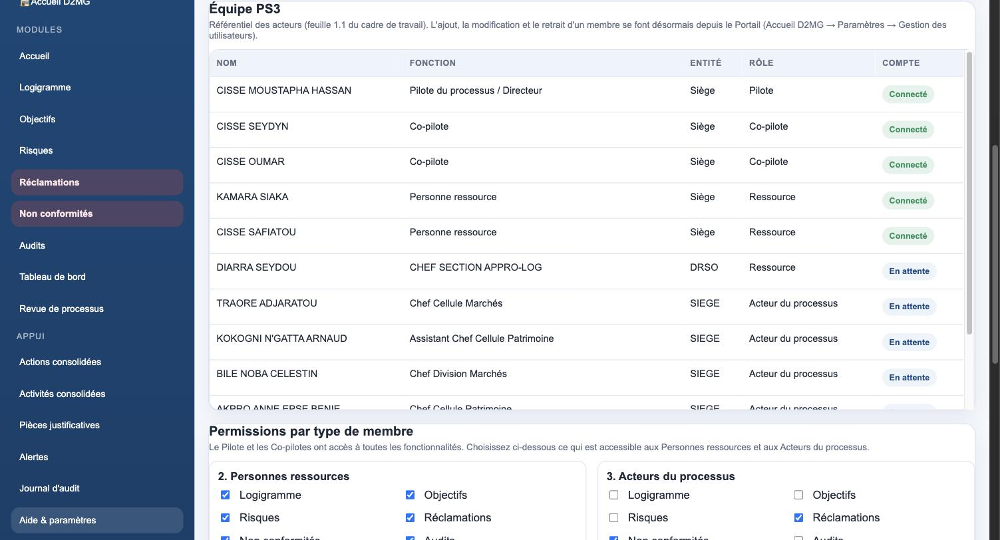 Accueil D2MG
MODULES
Accueil
Logigramme
Objectifs
Risques
Réclamations
Non conformités
Audits
Tableau de bord
Revue de processus
APPUI
Actions consolidées
Activités consolidées
Pièces justificatives
Alertes
Journal d'audit
Aide & paramètres
Équipe PS3
Référentiel des acteurs (feuille 1.1 du cadre de travail). L'ajout, la modification et le retrait d'un membre se font désormais depuis le Portail (Accueil D2MG → Paramètres → Gestion des
utilisateurs).
NOM FONCTION ENTITÉ RÔLE COMPTE
CISSE MOUSTAPHA HASSAN Pilote du processus / Directeur Siège Pilote Connecté
CISSE SEYDYN Co-pilote Siège Co-pilote Connecté
CISSE OUMAR Co-pilote Siège Co-pilote Connecté
KAMARA SIAKA Personne ressource Siège Ressource Connecté
CISSE SAFIATOU Personne ressource Siège Ressource Connecté
DIARRA SEYDOU CHEF SECTION APPRO-LOG DRSO Ressource En attente
TRAORE ADJARATOU Chef Cellule Marchés SIEGE Acteur du processus En attente
KOKOGNI N'GATTA ARNAUD Assistant Chef Cellule Patrimoine SIEGE Acteur du processus En attente
BILE NOBA CELESTIN Chef Division Marchés SIEGE Acteur du processus En attente
AKPRO ANNE EPSE BENIE Chef Cellule Patrimoine SIEGE Acteur du processus
Permissions par type de membre
Le Pilote et les Co-pilotes ont accès à toutes les fonctionnalités. Choisissez ci-dessous ce qui est accessible aux Personnes ressources et aux Acteurs du processus.
2. Personnes ressources
Logigramme Objectifs
Risques Réclamations
Non conformités Audits
3. Acteurs du processus
Logigramme Objectifs
Risques Réclamations
Non conformités Audits